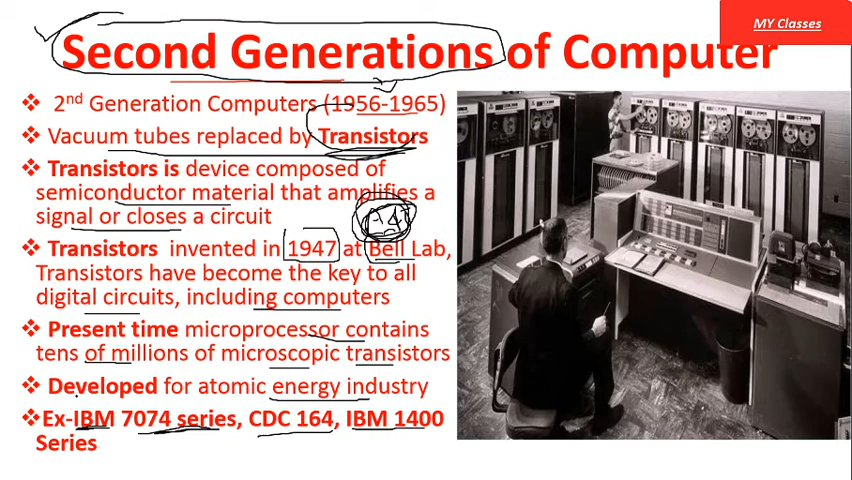 MY Classes
Second Generations of Computer
❖ 2nd Generation Computers (1956-1965)
❖ Vacuum tubes replaced by Transistors
❖ Transistors is device composed of
semiconductor material that amplifies a
signal or closes a circuit
❖ Transistors invented in 1947 at Bell Lab,
Transistors have become the key to all
digital circuits, including computers
❖ Present time microprocessor contains
tens of millions of microscopic transistors
❖ Developed for atomic energy industry
❖Ex-IBM 7074 series, CDC 164, IBM 1400
Series